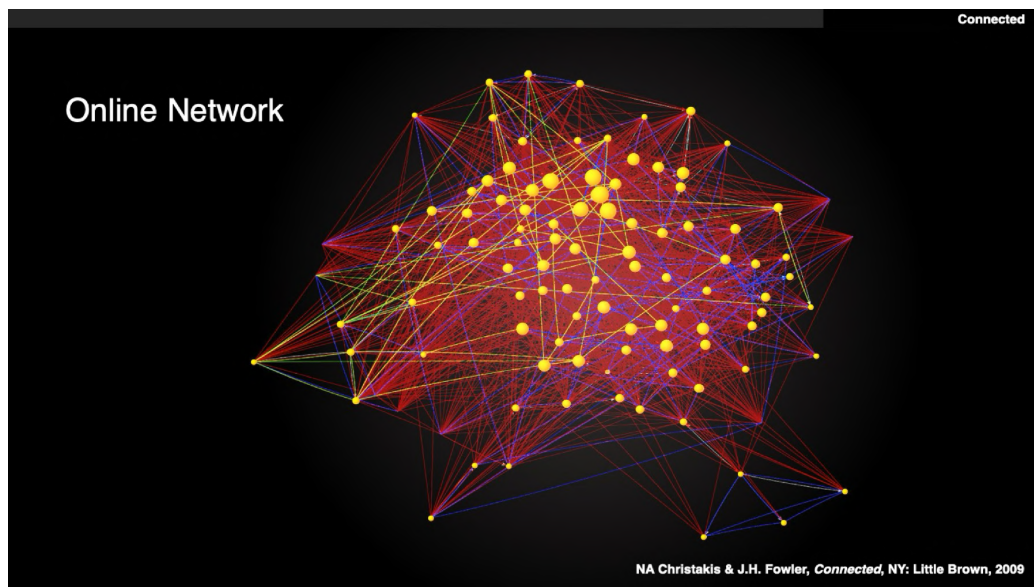 Connected
Online Network
NA Christakis & J.H. Fowler, Connected, NY: Little Brown, 2009